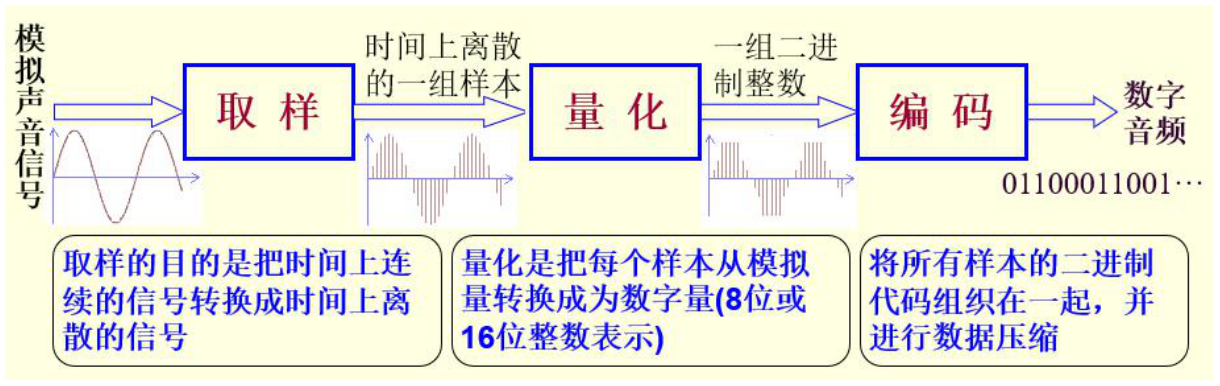 模拟声音信号
取样
时间上离散
的一组样本
量化
一组二进
制整数
编码
数字
音频
01100011001…
取样的目的是把时间上连
续的信号转换成时间上离
散的信号
量化是把每个样本从模拟
量转换成为数字量(8位或
16位整数表示)
将所有样本的二进制
代码组织在一起，并
进行数据压缩